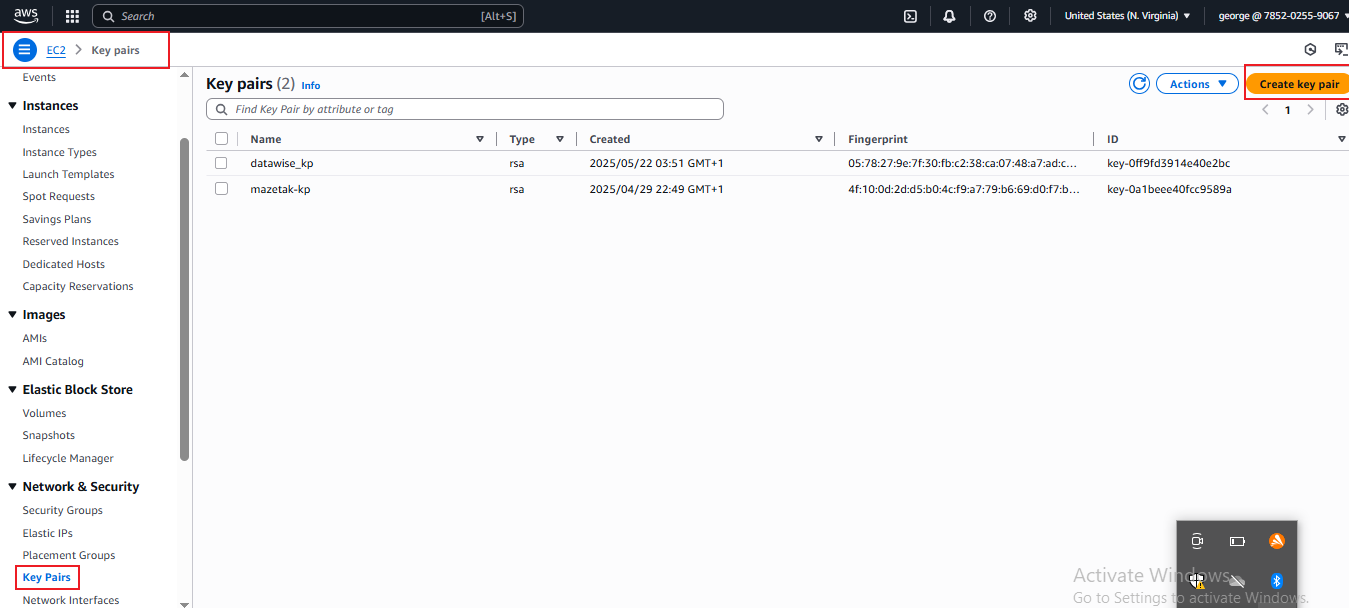 aws
Search [Alt+S]
United States (N. Virginia) george @ 7852-0255-9067
EC2 Key pairs
Events
Instances
Instances
Instance Types
Launch Templates
Spot Requests
Savings Plans
Reserved Instances
Dedicated Hosts
Capacity Reservations
Images
AMIs
AMI Catalog
Elastic Block Store
Volumes
Snapshots
Lifecycle Manager
Network & Security
Security Groups
Elastic IPs
Placement Groups
Key Pairs
Network Interfaces
Key pairs (2) Info
Actions
Create key pair
Find Key Pair by attribute or tag
1
Name Type Created Fingerprint ID
datawise_kp rsa 2025/05/22 03:51 GMT+1 05:78:27:9e:7f:30:fb:c2:38:ca:07:48:a7:ad:c... key-0ff9fd3914e40e2bc
mazetak-kp rsa 2025/04/29 22:49 GMT+1 4f:10:0d:2d:d5:b0:4c:f9:a7:79:b6:69:d0:f7:b... key-0a1beee40fcc9589a
Activate Windows
Go to Settings to activate Windows.